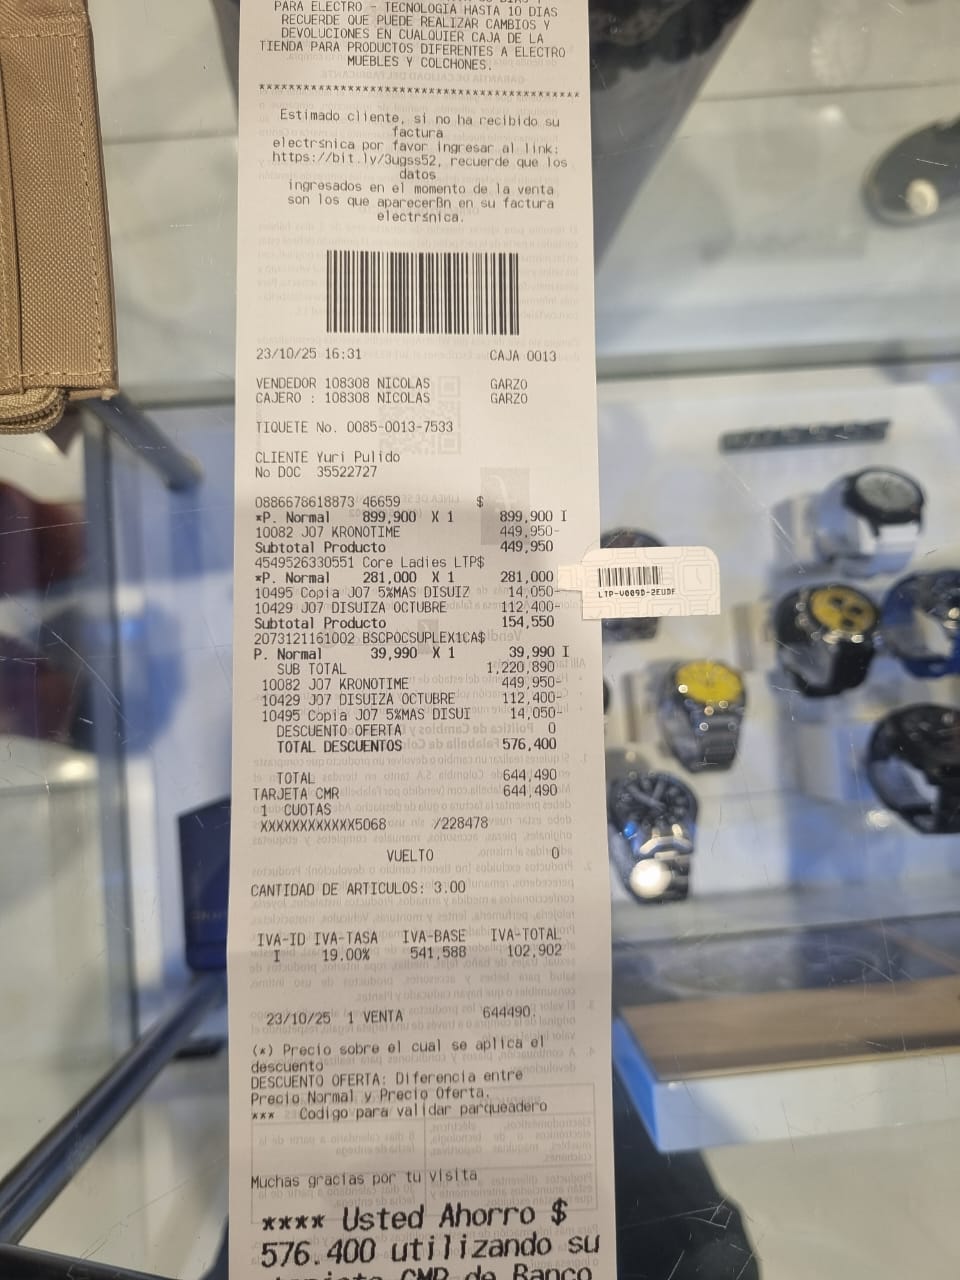 PARA ELECTRO - TECNOLOGIA HASTA 10 DIAS
RECUERDE QUE PUEDE REALIZAR CAMBIOS Y
DEVOLUCIONES EN CUALQUIER CAJA DE LA
TIENDA PARA PRODUCTOS DIFERENTES A ELECTRO
MUEBLES Y COLCHONES.
******************************************
Estimado cliente, si no ha recibido su
factura
electrsnica por favor ingresar al link:
https://bit.ly/3ugss52, recuerde que los
datos
ingresados en el momento de la venta
son los que aparecerBn en su factura
electrsnica.
23/10/25 16:31 CAJA 0013
VENDEDOR 108308 NICOLAS GARZO
CAJERO : 108308 NICOLAS GARZO
TIQUETE No. 0085-0013-7533
CLIENTE Yuri Pulido
No DOC 35522727
0886678618873 46659 $
*P. Normal 899,900 X 1 899,900 I
10082 J07 KRONOTIME 449,950-
Subtotal Producto 449,950
4549526330551 Core Ladies LTP$
*P. Normal 281,000 X 1 281,000
10495 Copia J07 5%MAS DISUIZ 14,050-
10429 J07 DISUIZA OCTUBRE 112,400-
Subtotal Producto 154,550
2073121161002 BSCPOCSUPLEX1CA$
P. Normal 39,990 X 1 39,990 I
SUB TOTAL 1,220,890
10082 J07 KRONOTIME 449,950-
10429 J07 DISUIZA OCTUBRE 112,400-
10495 Copia J07 5%MAS DISUI 14,050-
DESCUENTO OFERTA 0
TOTAL DESCUENTOS 576,400
TOTAL 644,490
TARJETA CMR 644,490
1 CUOTAS
XXXXXXXXXXXX5068 /228478
VUELTO 0
CANTIDAD DE ARTICULOS: 3.00
IVA-ID IVA-TASA IVA-BASE IVA-TOTAL
I 19.00% 541,588 102,902
23/10/25 1 VENTA 644490.
(*) Precio sobre el cual se aplica el
descuento
DESCUENTO OFERTA: Diferencia entre
Precio Normal y Precio Oferta.
*** Codigo para validar parqueadero
Muchas gracias por tu visita
**** Usted Ahorro $
576.400 utilizando su
tarjeta CMR de Banco
LTP-V009D-2EUDF